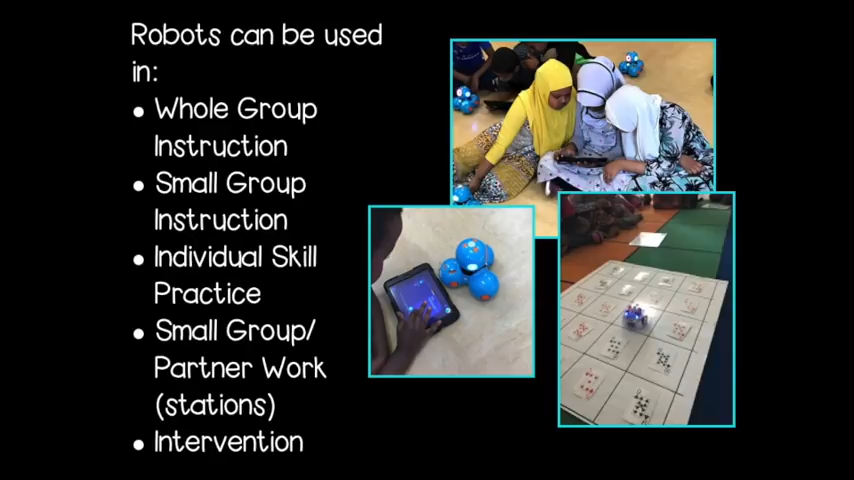 Robots can be used
in:
• Whole Group
Instruction
• Small Group
Instruction
• Individual Skill
Practice
• Small Group/
Partner Work
(stations)
• Intervention